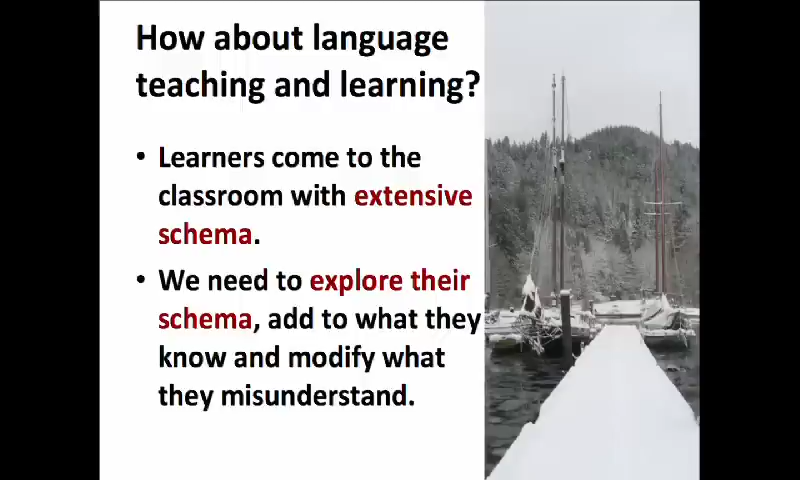 How about language
teaching and learning?
• Learners come to the
classroom with extensive
schema.
• We need to explore their
schema, add to what they
know and modify what
they misunderstand.